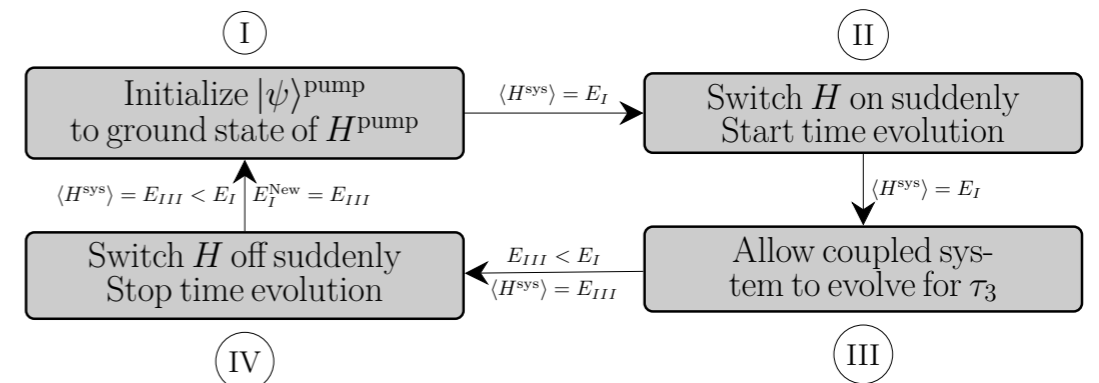 I
Initialize |ψ⟩^pump
to ground state of H^pump
⟨H^sys⟩ = E_I
II
Switch H on suddenly
Start time evolution
⟨H^sys⟩ = E_I
Allow coupled sys-
tem to evolve for τ_3
III
E_III < E_I
⟨H^sys⟩ = E_III
Switch H off suddenly
Stop time evolution
IV
⟨H^sys⟩ = E_III < E_I
E_I^New = E_III